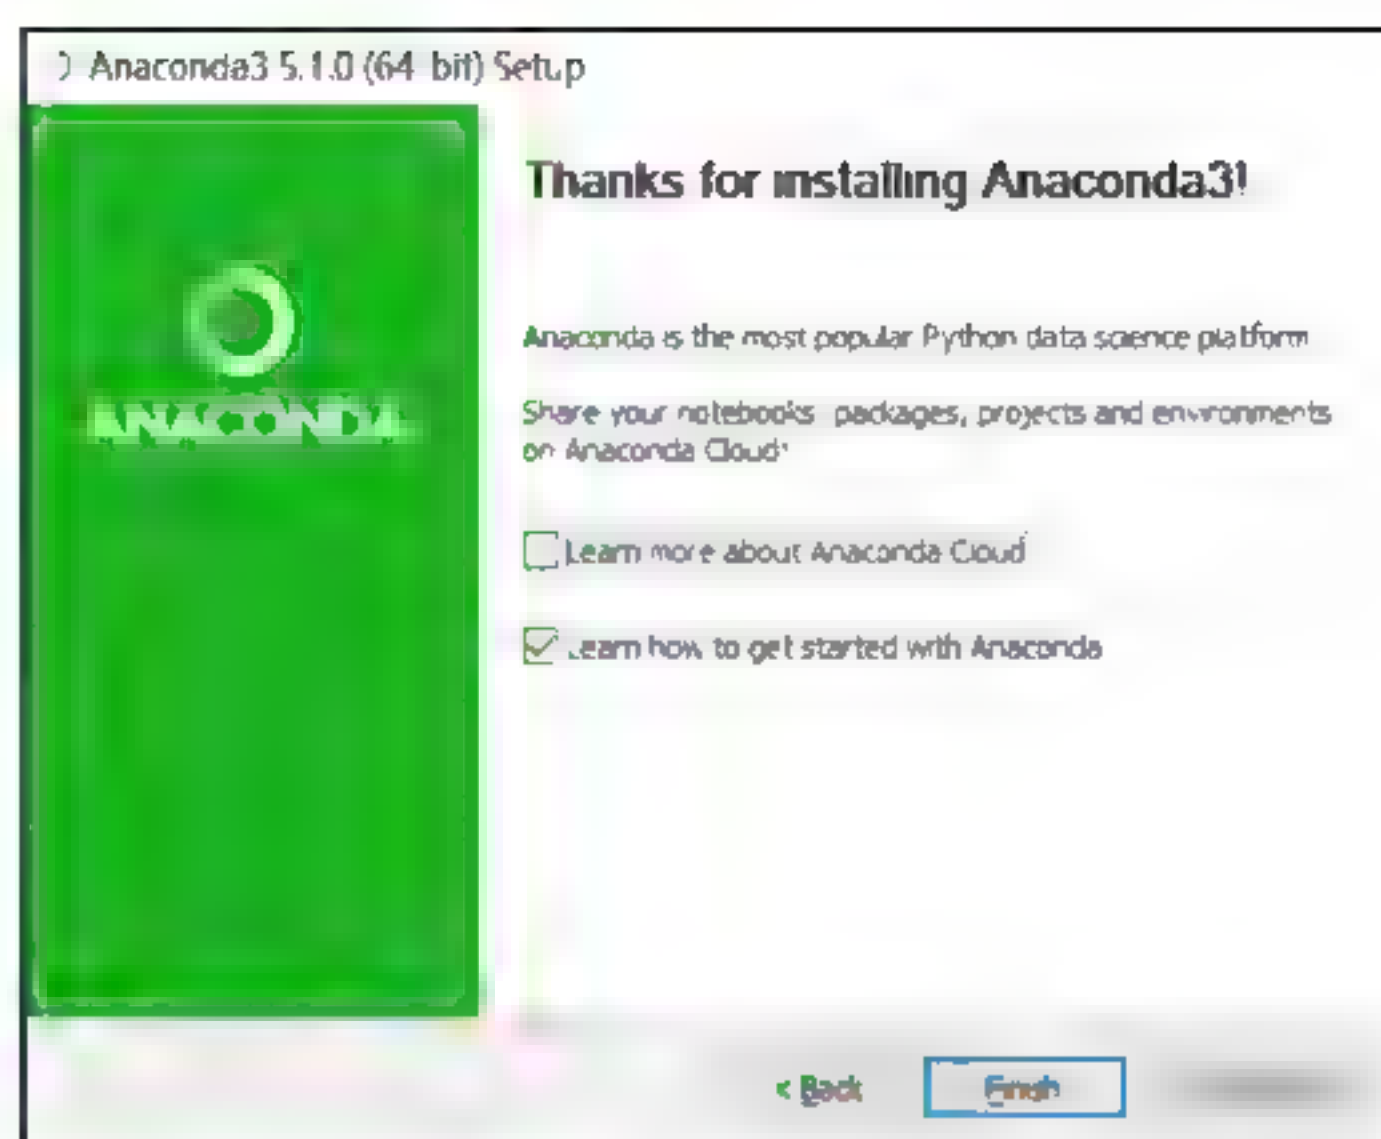 Anaconda3 5.1.0 (64-bit) Setup
Thanks for installing Anaconda3!
ANACONDA
Anaconda is the most popular Python data science platform.
Share your notebooks, packages, projects and environments
on Anaconda Cloud!
Learn more about Anaconda Cloud
Learn how to get started with Anaconda
< Back
Finish